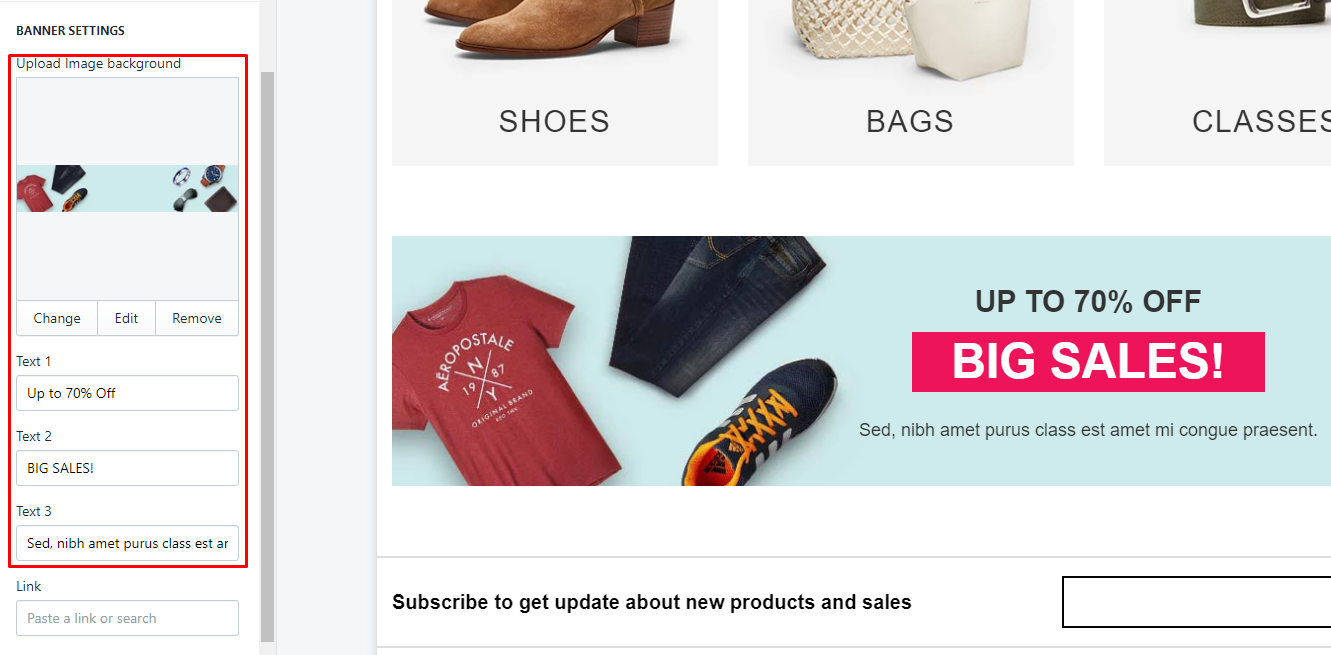 BANNER SETTINGS
Upload Image background
Change
Edit
Remove
Text 1
Up to 70% Off
Text 2
BIG SALES!
Text 3
Sed, nibh amet purus class est ar
Link
Paste a link or search
SHOES
BAGS
CLASSES
AÉROPOSTALE
N
19 87
Y
ORIGINAL BRAND
UP TO 70% OFF
BIG SALES!
Sed, nibh amet purus class est amet mi congue praesent.
Subscribe to get update about new products and sales